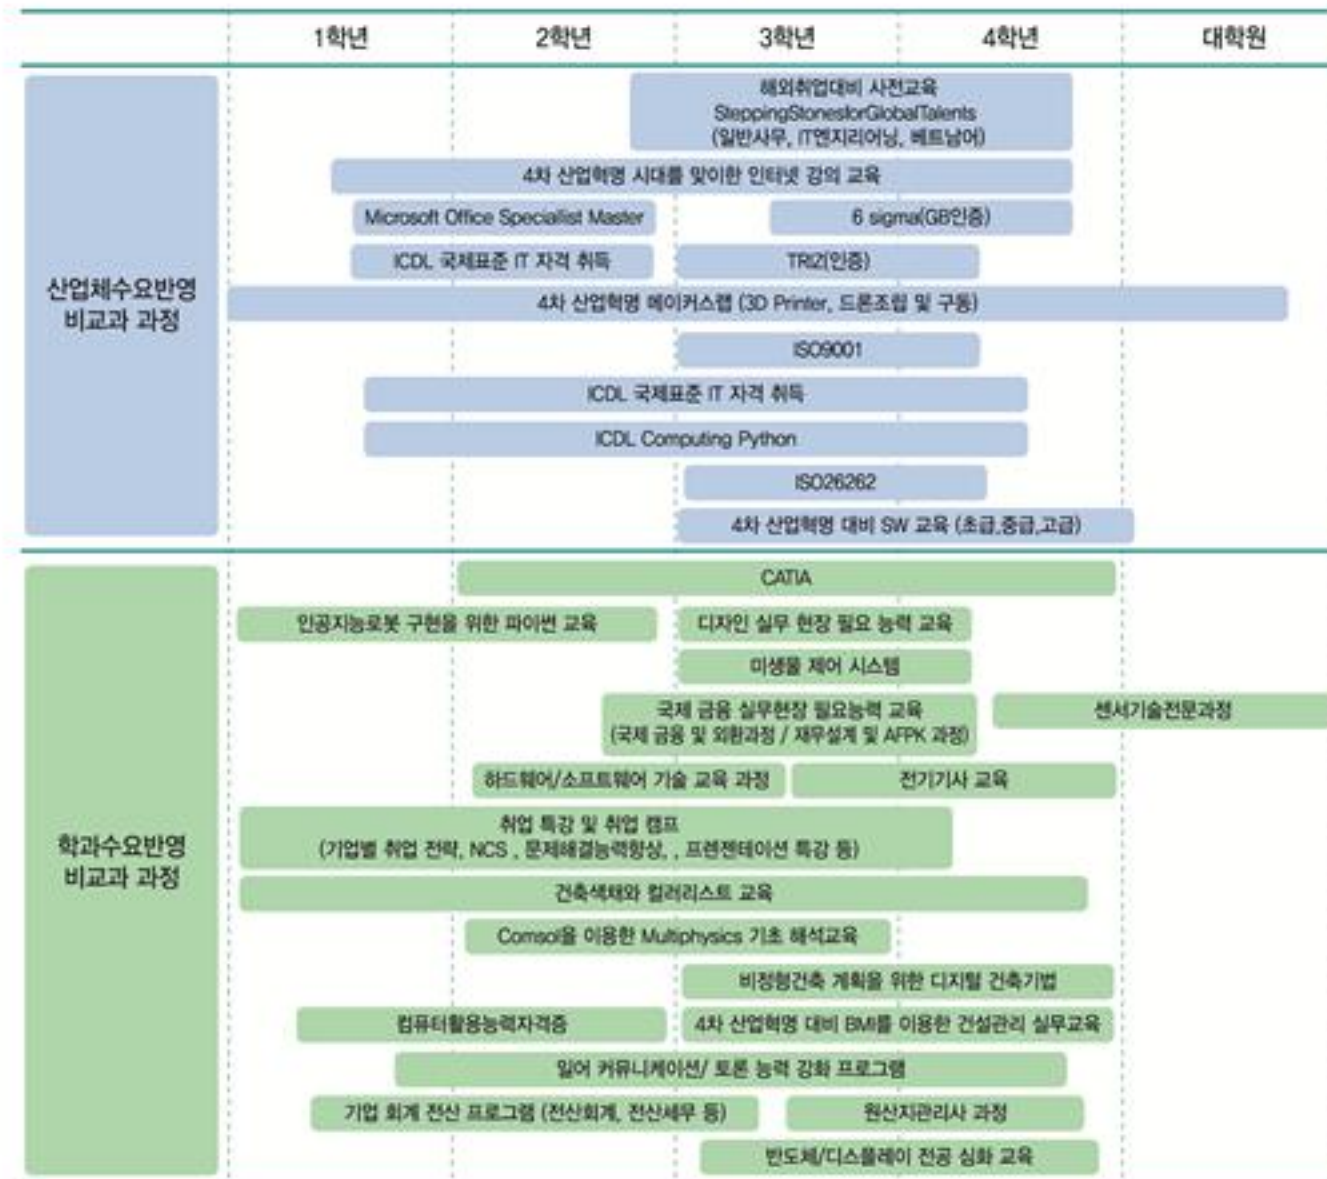 1학년 2학년 3학년 4학년 대학원
산업체수요반영
비교과 과정
해외취업대비 사전교육
SteppingStonesforGlobalTalents
(일반사무, IT엔지리어닝, 베트남어)
4차 산업혁명 시대를 맞이한 인터넷 강의 교육
Microsoft Office Speciallist Master 6 sigma(GB인증)
ICDL 국제표준 IT 자격 취득 TRIZ(인증)
4차 산업혁명 메이커스랩 (3D Printer, 드론조립 및 구동)
ISO9001
ICDL 국제표준 IT 자격 취득
ICDL Computing Python
ISO26262
4차 산업혁명 대비 SW 교육 (초급,중급,고급)
학과수요반영
비교과 과정
CATIA
인공지능로봇 구현을 위한 파이썬 교육 디자인 실무 현장 필요 능력 교육
미생물 제어 시스템
국제 금융 실무현장 필요능력 교육
(국제 금융 및 외환과정 / 재무설계 및 AFPK 과정)
센서기술전문과정
하드웨어/소프트웨어 기술 교육 과정 전기기사 교육
취업 특강 및 취업 캠프
(기업별 취업 전략, NCS , 문제해결능력향상, , 프렌젠테이션 특강 등)
건축색채와 컬러리스트 교육
Comsol을 이용한 Multiphysics 기초 해석교육
비정형건축 계획을 위한 디지털 건축기법
컴퓨터활용능력자격증 4차 산업혁명 대비 BMI를 이용한 건설관리 실무교육
일어 커뮤니케이션/ 토론 능력 강화 프로그램
기업 회계 전산 프로그램 (전산회계, 전산세무 등) 원산지관리사 과정
반도체/디스플레이 전공 심화 교육